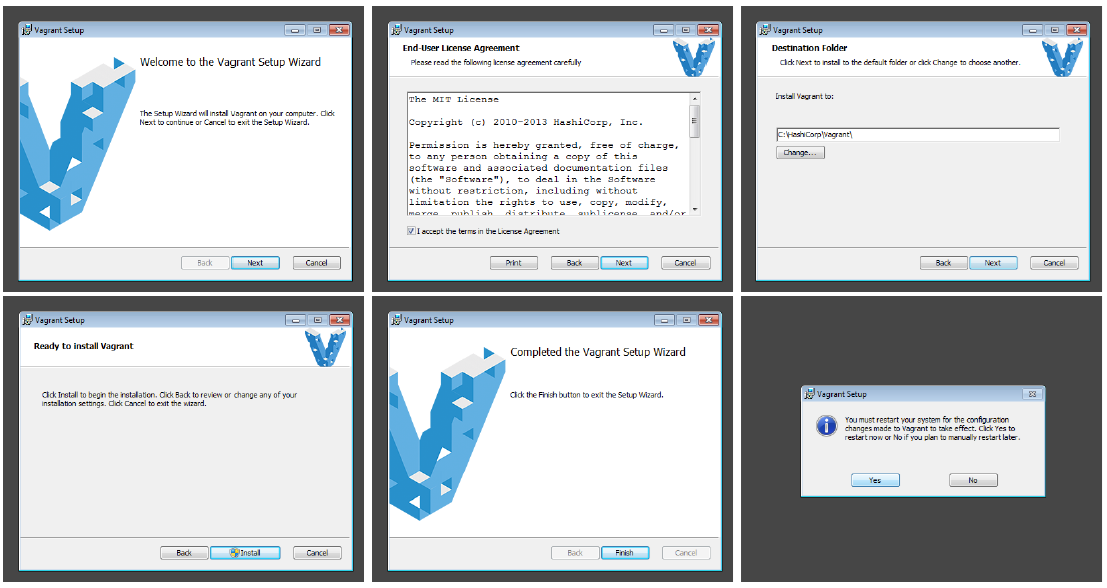 Vagrant Setup
Welcome to the Vagrant Setup Wizard
The Setup Wizard will install Vagrant on your computer. Click
Next to continue or Cancel to exit the Setup Wizard.
Back
Next
Cancel
Vagrant Setup
End-User License Agreement
Please read the following license agreement carefully
The MIT License
Copyright (c) 2010-2013 HashiCorp, Inc.
Permission is hereby granted, free of charge,
to any person obtaining a copy of this
software and associated documentation files
(the "Software"), to deal in the Software
without restriction, including without
limitation the rights to use, copy, modify,
merge, publish, distribute, sublicense, and/or
I accept the terms in the License Agreement
Print
Back
Next
Cancel
Vagrant Setup
Destination Folder
Click Next to install to the default folder or click Change to choose another.
Install Vagrant to:
C:\HashiCorp\Vagrant\
Change...
Back
Next
Cancel
Vagrant Setup
Ready to install Vagrant
Click Install to begin the installation. Click Back to review or change any of your
installation settings. Click Cancel to exit the wizard.
Back
Install
Cancel
Vagrant Setup
Completed the Vagrant Setup Wizard
Click the Finish button to exit the Setup Wizard.
Back
Finish
Cancel
Vagrant Setup
You must restart your system for the configuration
changes made to Vagrant to take effect. Click Yes to
restart now or No if you plan to manually restart later.
Yes
No